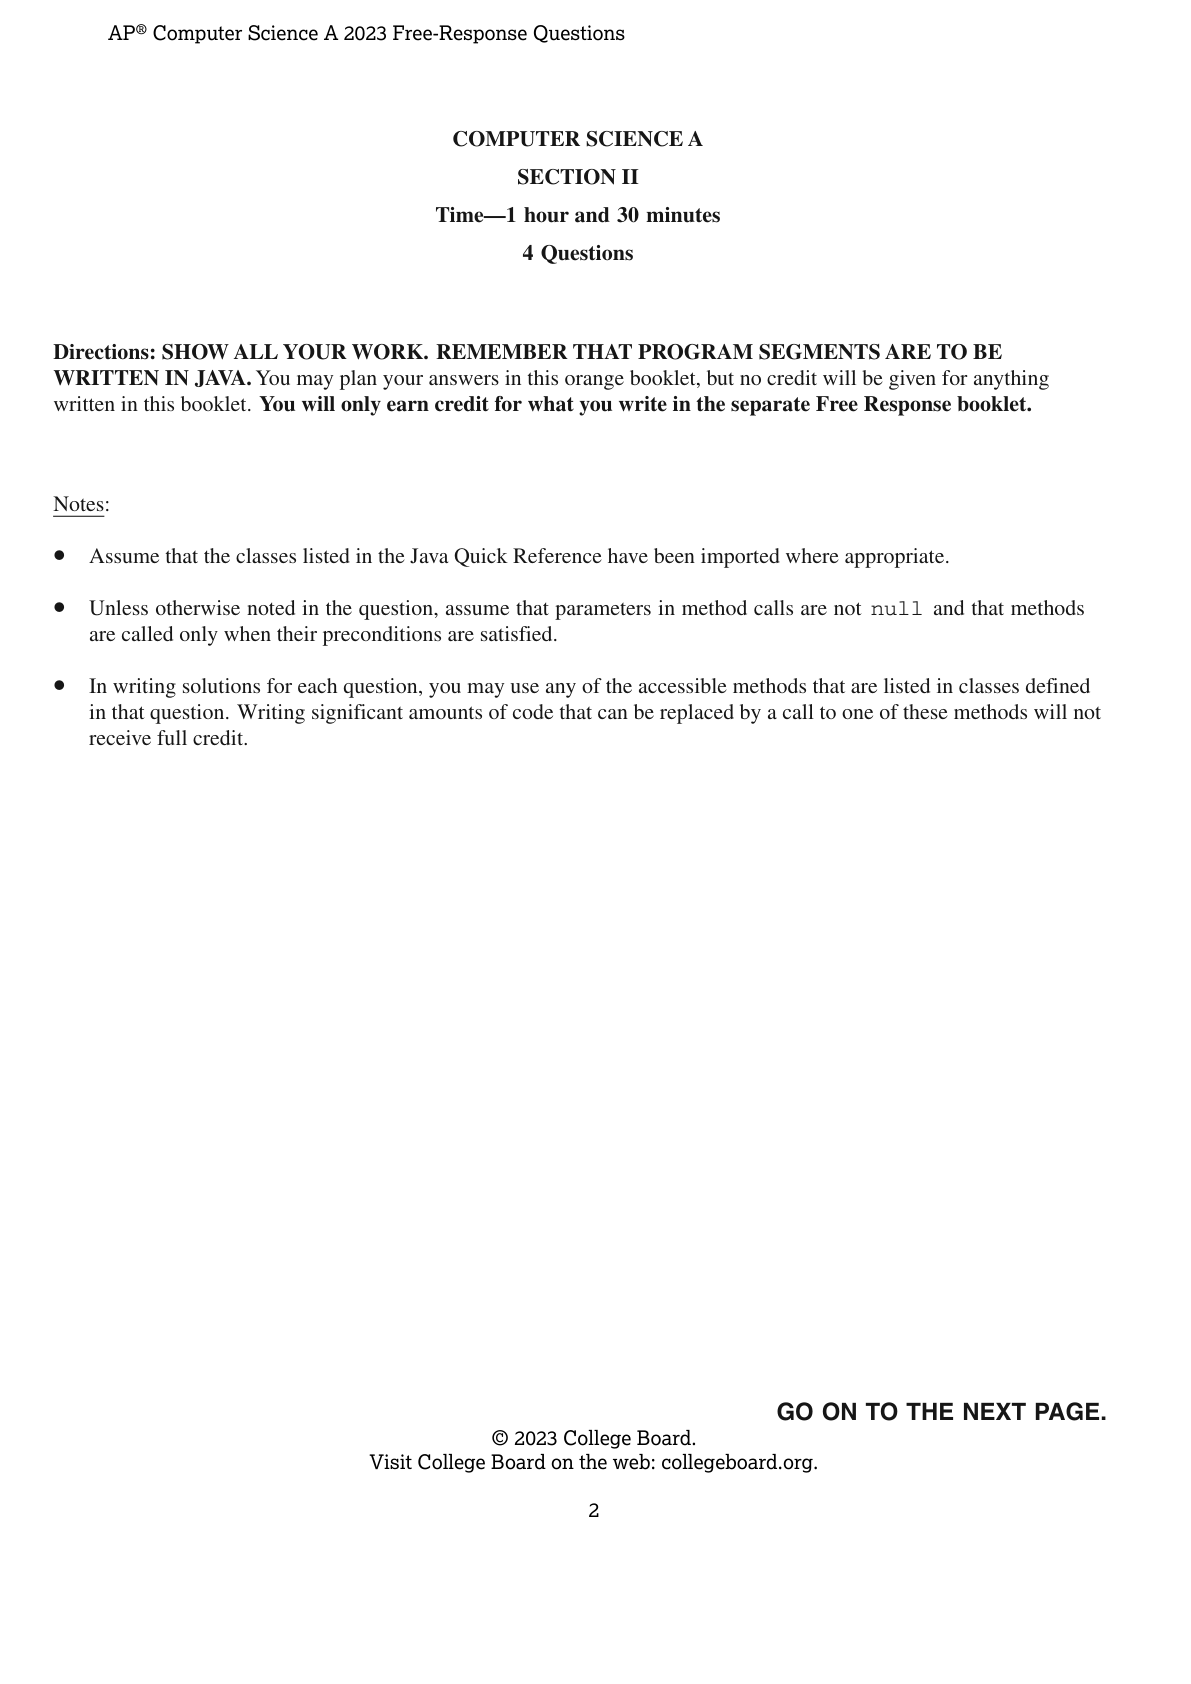 AP® Computer Science A 2023 Free-Response Questions
COMPUTER SCIENCE A
SECTION II
Time—1 hour and 30 minutes
4 Questions
Directions: SHOW ALL YOUR WORK. REMEMBER THAT PROGRAM SEGMENTS ARE TO BE
WRITTEN IN JAVA. You may plan your answers in this orange booklet, but no credit will be given for anything
written in this booklet. You will only earn credit for what you write in the separate Free Response booklet.
Notes:
• Assume that the classes listed in the Java Quick Reference have been imported where appropriate.
• Unless otherwise noted in the question, assume that parameters in method calls are not null and that methods
are called only when their preconditions are satisfied.
• In writing solutions for each question, you may use any of the accessible methods that are listed in classes defined
in that question. Writing significant amounts of code that can be replaced by a call to one of these methods will not
receive full credit.
GO ON TO THE NEXT PAGE.
© 2023 College Board.
Visit College Board on the web: collegeboard.org.
2